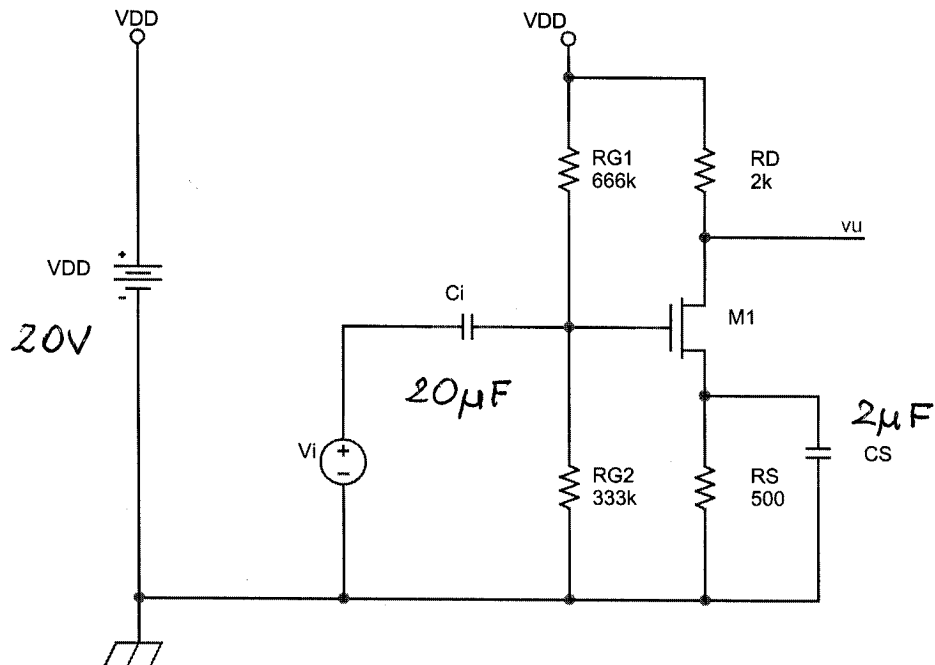 VDD
VDD
RG1
666k
RD
2k
vu
+
VDD
-
20V
Ci
M1
20µF
2µF
CS
Vi
+
-
RG2
333k
RS
500